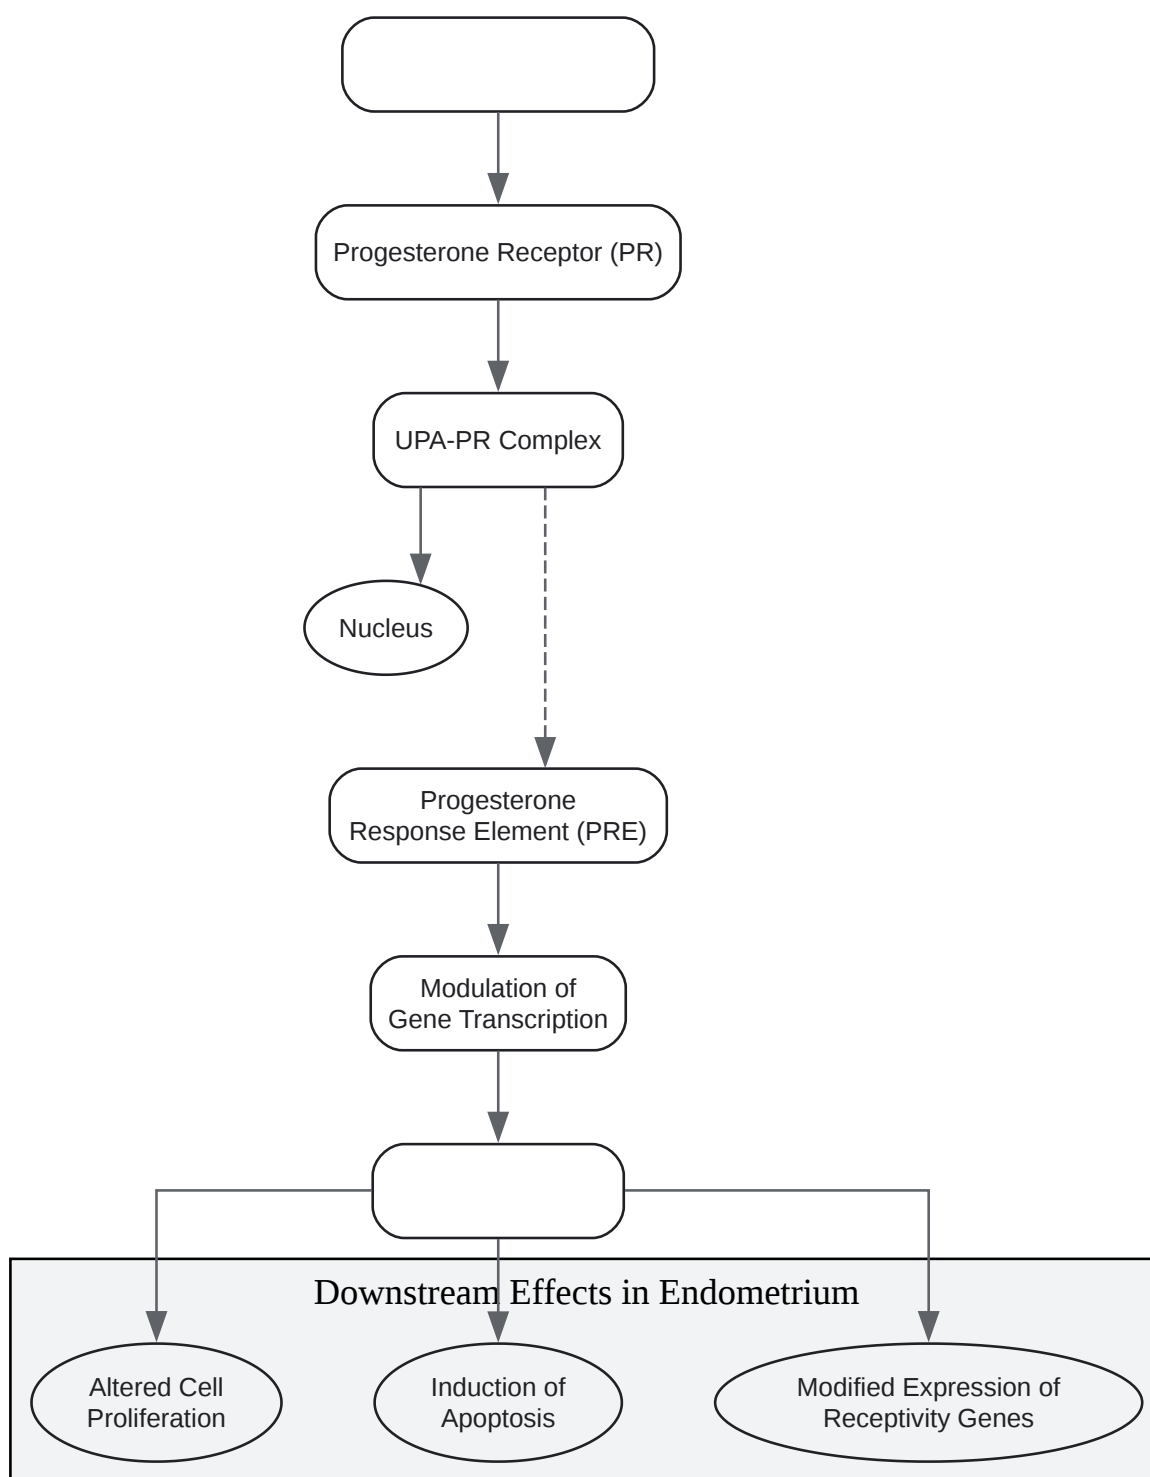 Progesterone Receptor (PR)
UPA-PR Complex
Nucleus
Progesterone
Response Element (PRE)
Modulation of
Gene Transcription
Downstream Effects in Endometrium
Altered Cell
Proliferation
Induction of
Apoptosis
Modified Expression of
Receptivity Genes